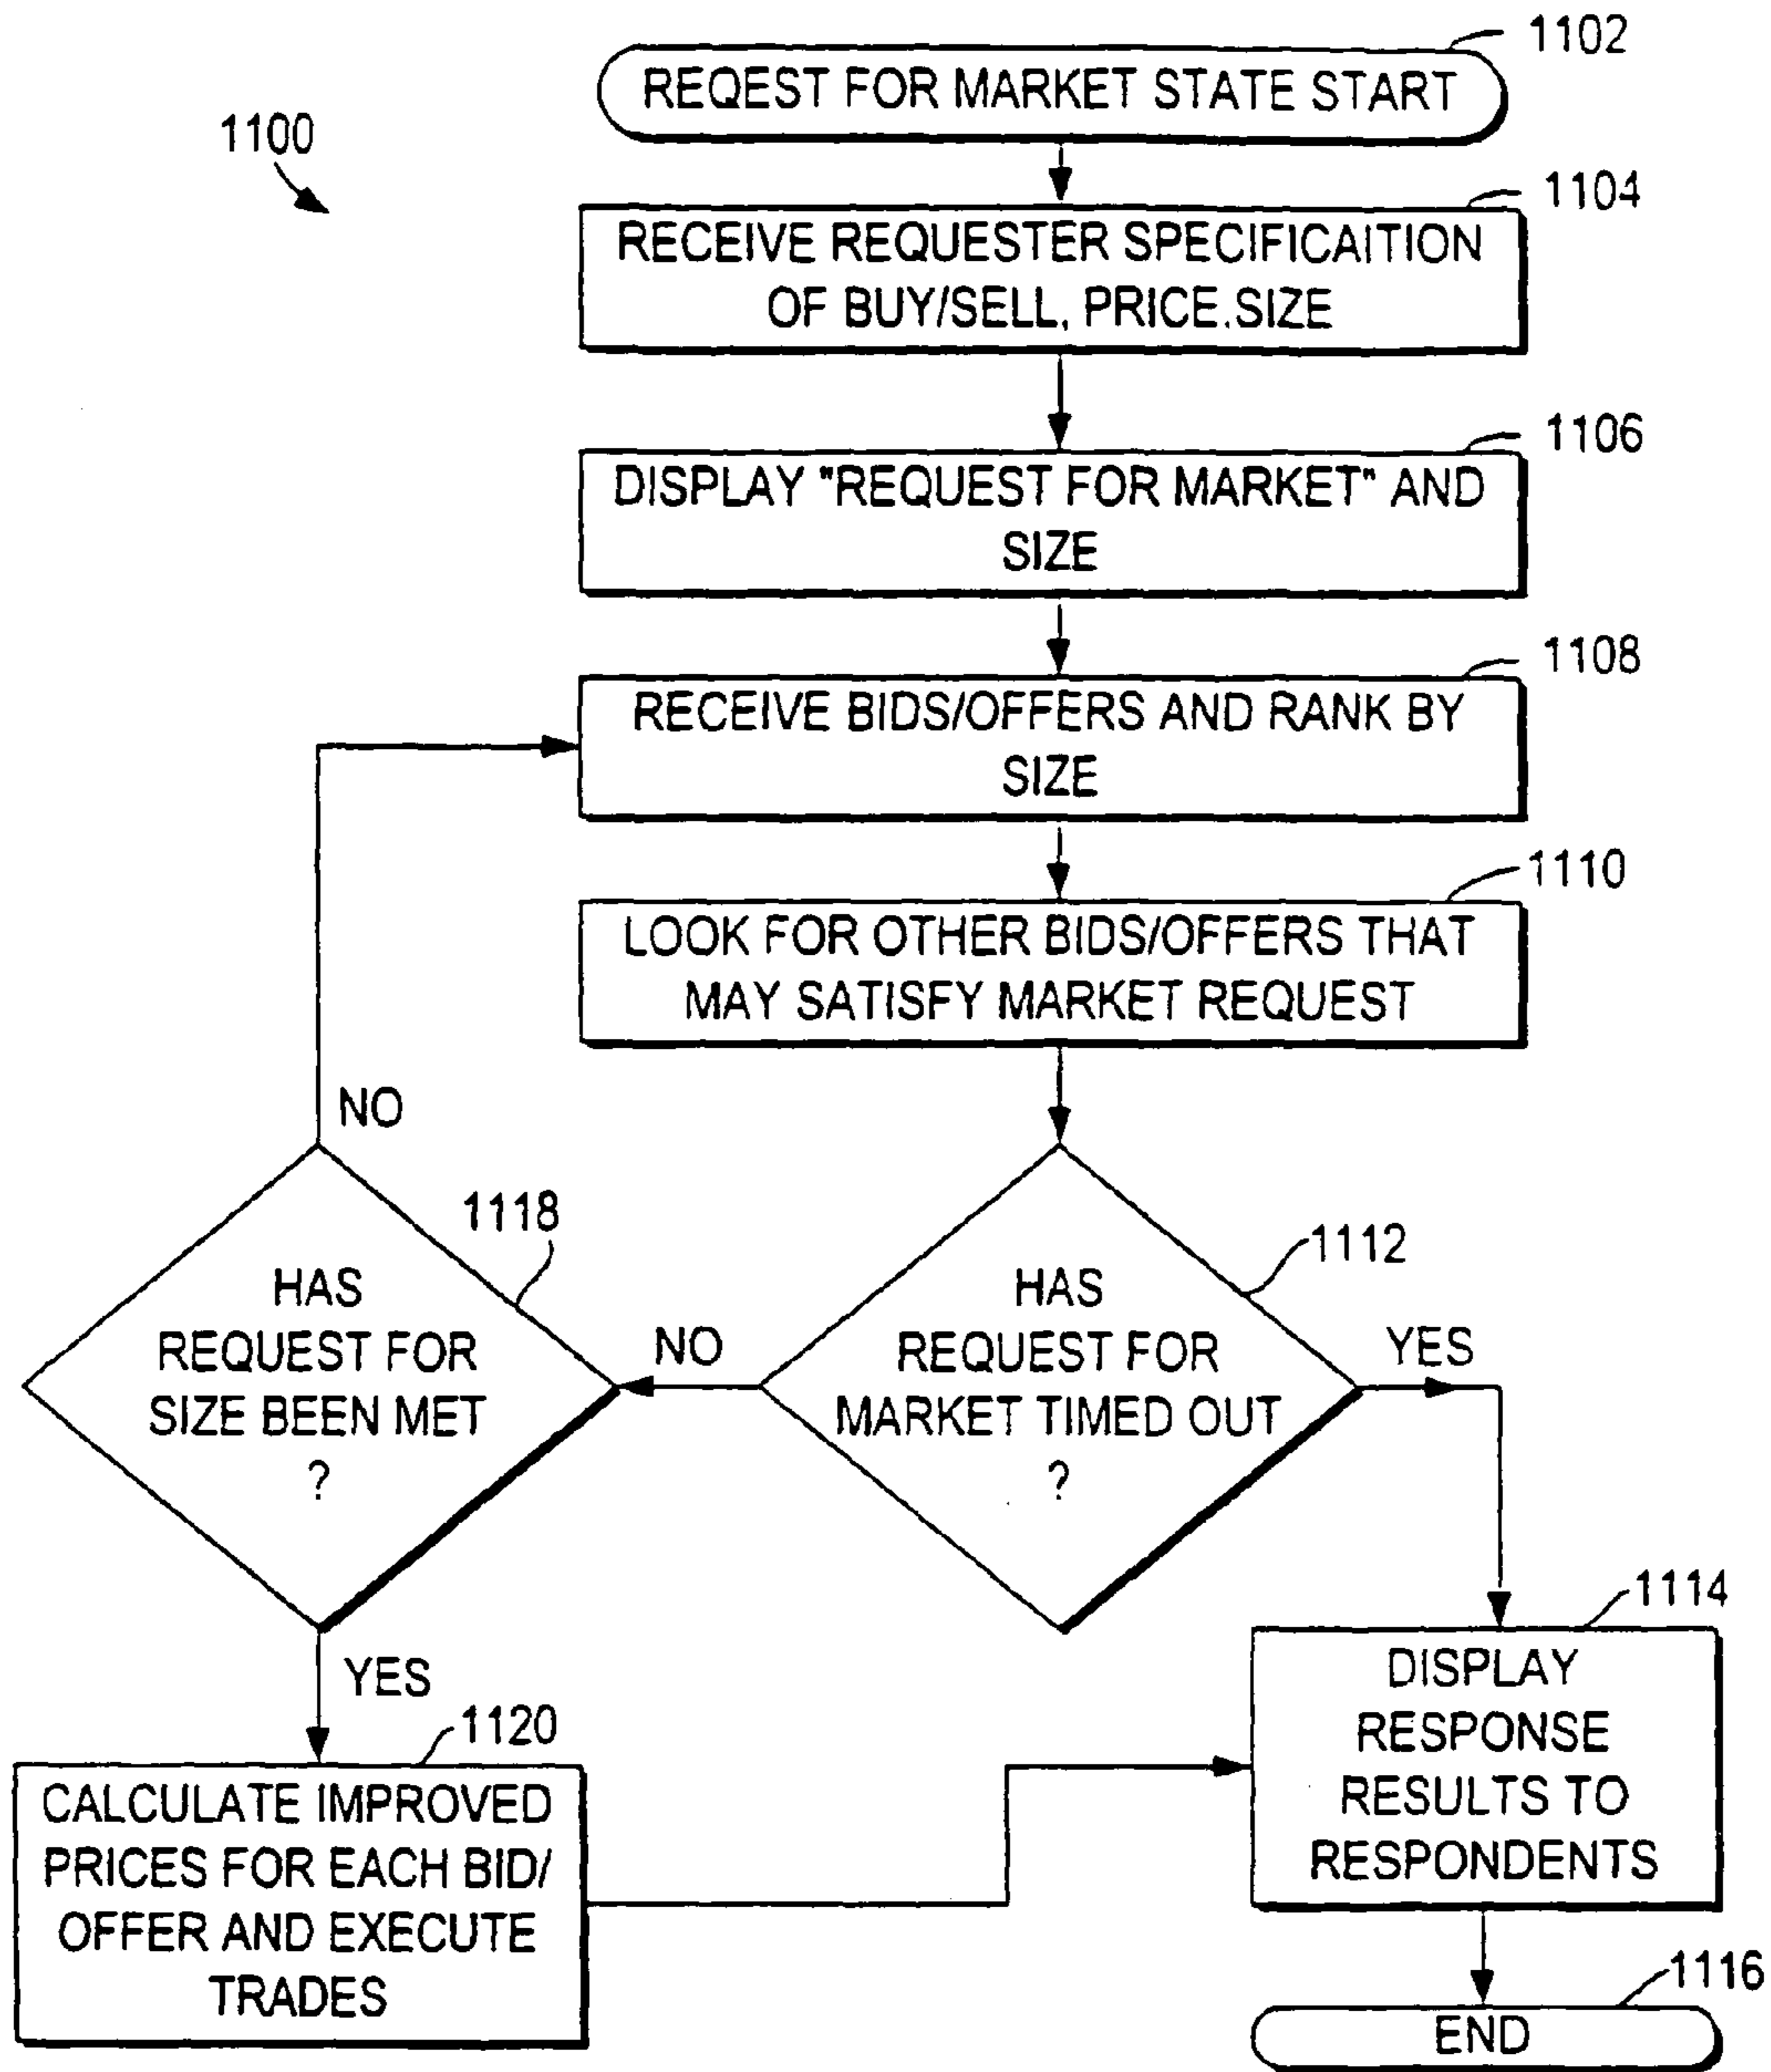 1100
1102
REQEST FOR MARKET STATE START
1104
RECEIVE REQUESTER SPECIFICAITION
OF BUY/SELL, PRICE.SIZE
1106
DISPLAY "REQUEST FOR MARKET" AND
SIZE
1108
RECEIVE BIDS/OFFERS AND RANK BY
SIZE
1110
LOOK FOR OTHER BIDS/OFFERS THAT
MAY SATISFY MARKET REQUEST
1112
HAS
REQUEST FOR
MARKET TIMED OUT
?
YES
NO
1118
HAS
REQUEST FOR
SIZE BEEN MET
?
NO
YES
1120
CALCULATE IMPROVED
PRICES FOR EACH BID/
OFFER AND EXECUTE
TRADES
1114
DISPLAY
RESPONSE
RESULTS TO
RESPONDENTS
1116
END